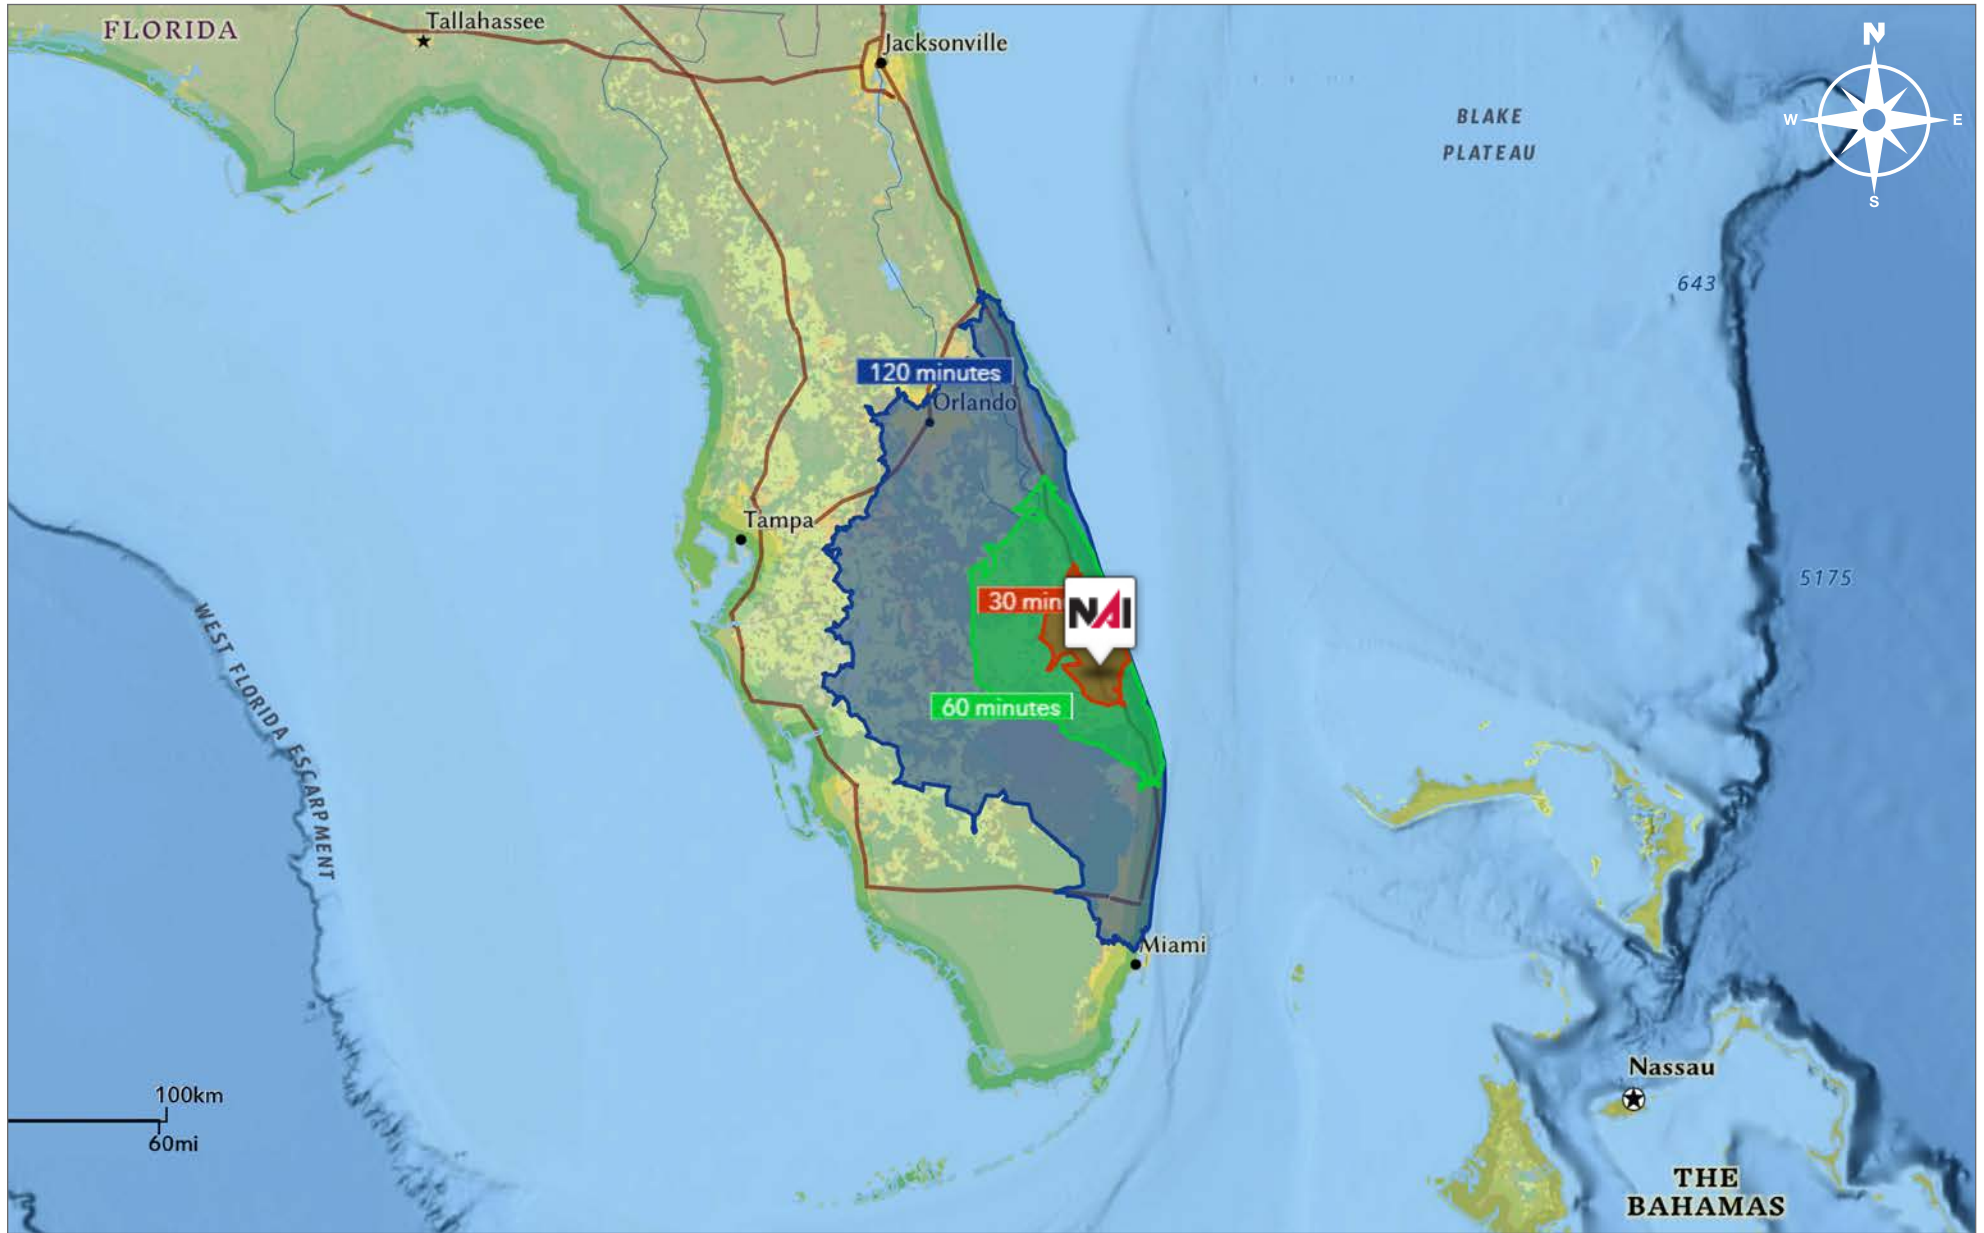 FLORIDA
Tallahassee
Jacksonville
N
W
E
S
BLAKE
PLATEAU
643
120 minutes
Orlando
Tampa
5175
30 min
NAI
60 minutes
WEST FLORIDA ESCARPMENT
Miami
Nassau
100km
60mi
THE
BAHAMAS